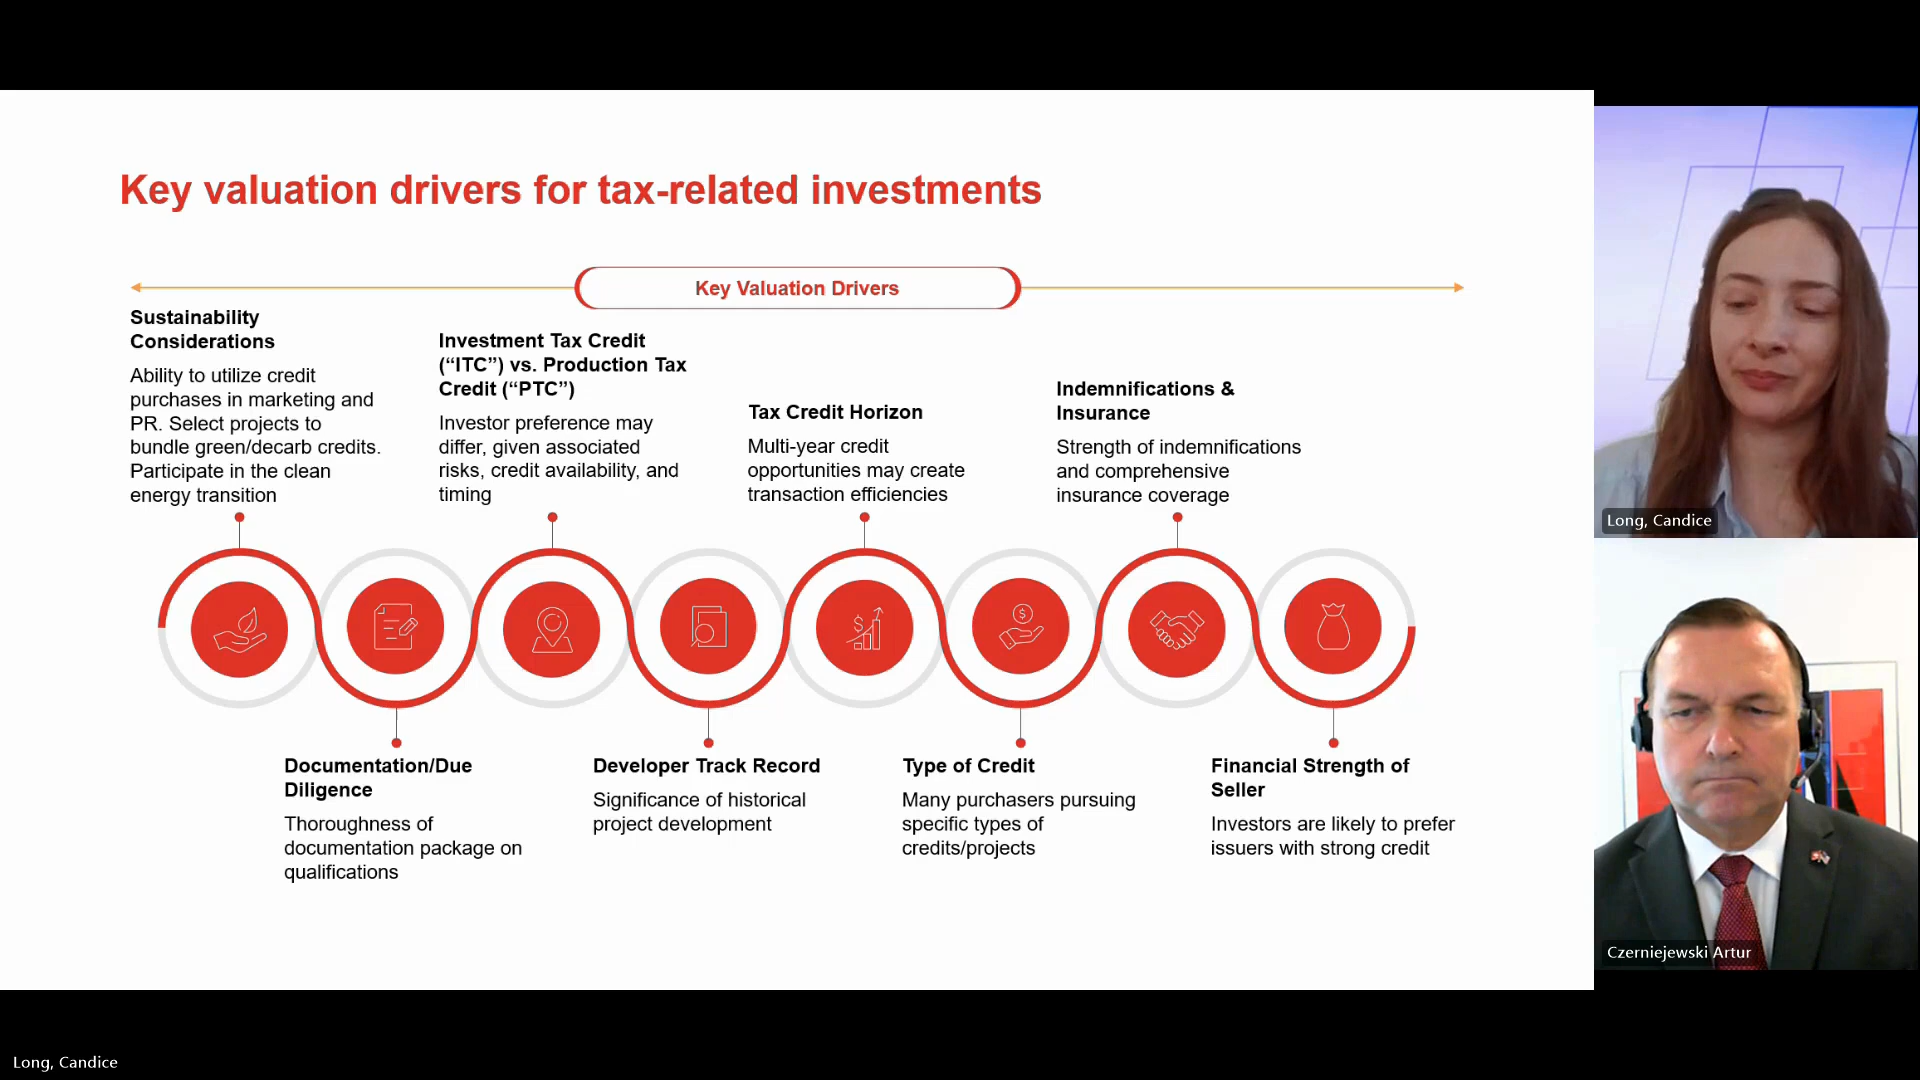 Key valuation drivers for tax-related investments
Key Valuation Drivers
Sustainability
Considerations
Ability to utilize credit
purchases in marketing and
PR. Select projects to
bundle green/decarb credits.
Participate in the clean
energy transition
Investment Tax Credit
(“ITC”) vs. Production Tax
Credit (“PTC”)
Investor preference may
differ, given associated
risks, credit availability, and
timing
Tax Credit Horizon
Multi-year credit
opportunities may create
transaction efficiencies
Indemnifications &
Insurance
Strength of indemnifications
and comprehensive
insurance coverage
$
$
Documentation/Due
Diligence
Thoroughness of
documentation package on
qualifications
Developer Track Record
Significance of historical
project development
Type of Credit
Many purchasers pursuing
specific types of
credits/projects
Financial Strength of
Seller
Investors are likely to prefer
issuers with strong credit
Long, Candice
Czerniejewski Artur
Long, Candice